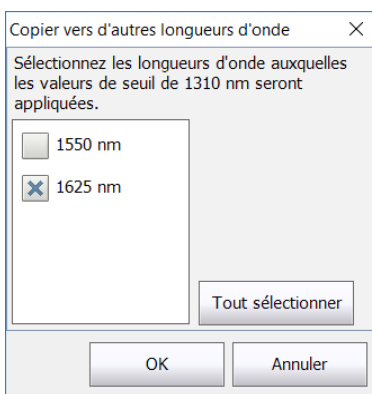 Copier vers d'autres longueurs d'onde
Sélectionnez les longueurs d'onde auxquelles
les valeurs de seuil de 1310 nm seront
appliquées.
1550 nm
1625 nm
Tout sélectionner
OK
Annuler